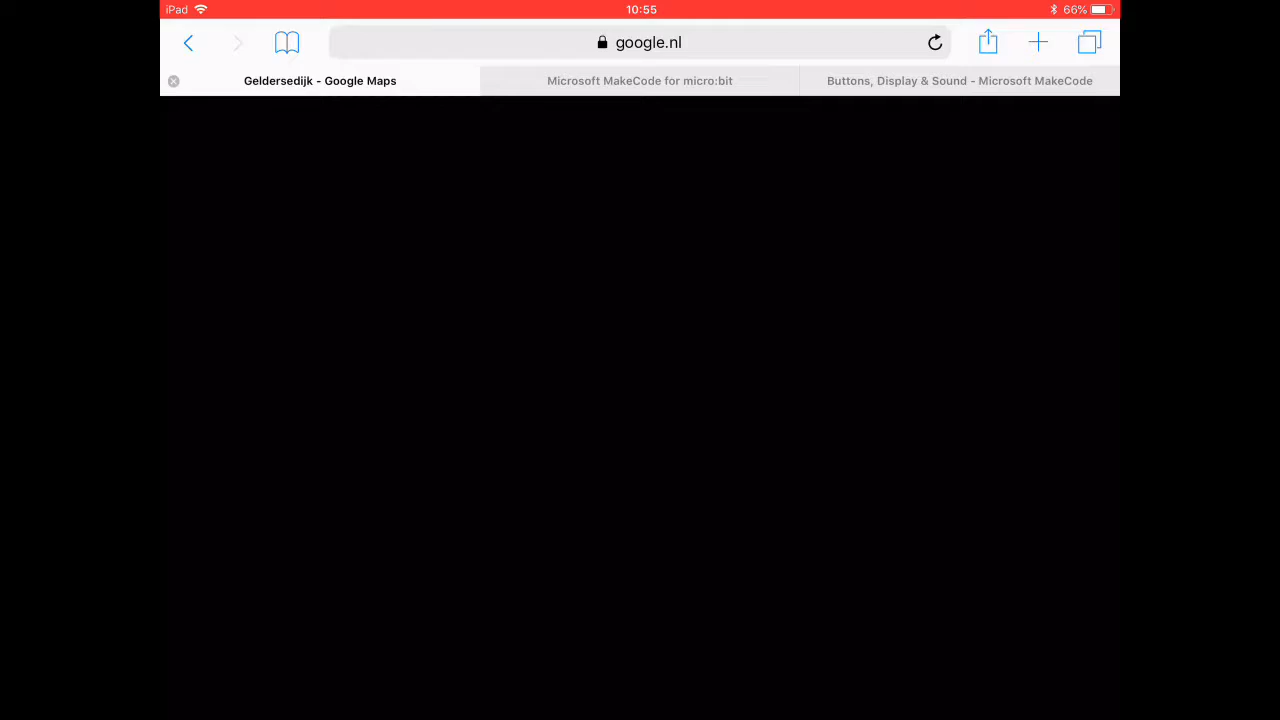 iPad 10:55 66%
google.nl
Geldersedijk - Google Maps Microsoft MakeCode for micro:bit Buttons, Display & Sound - Microsoft MakeCode